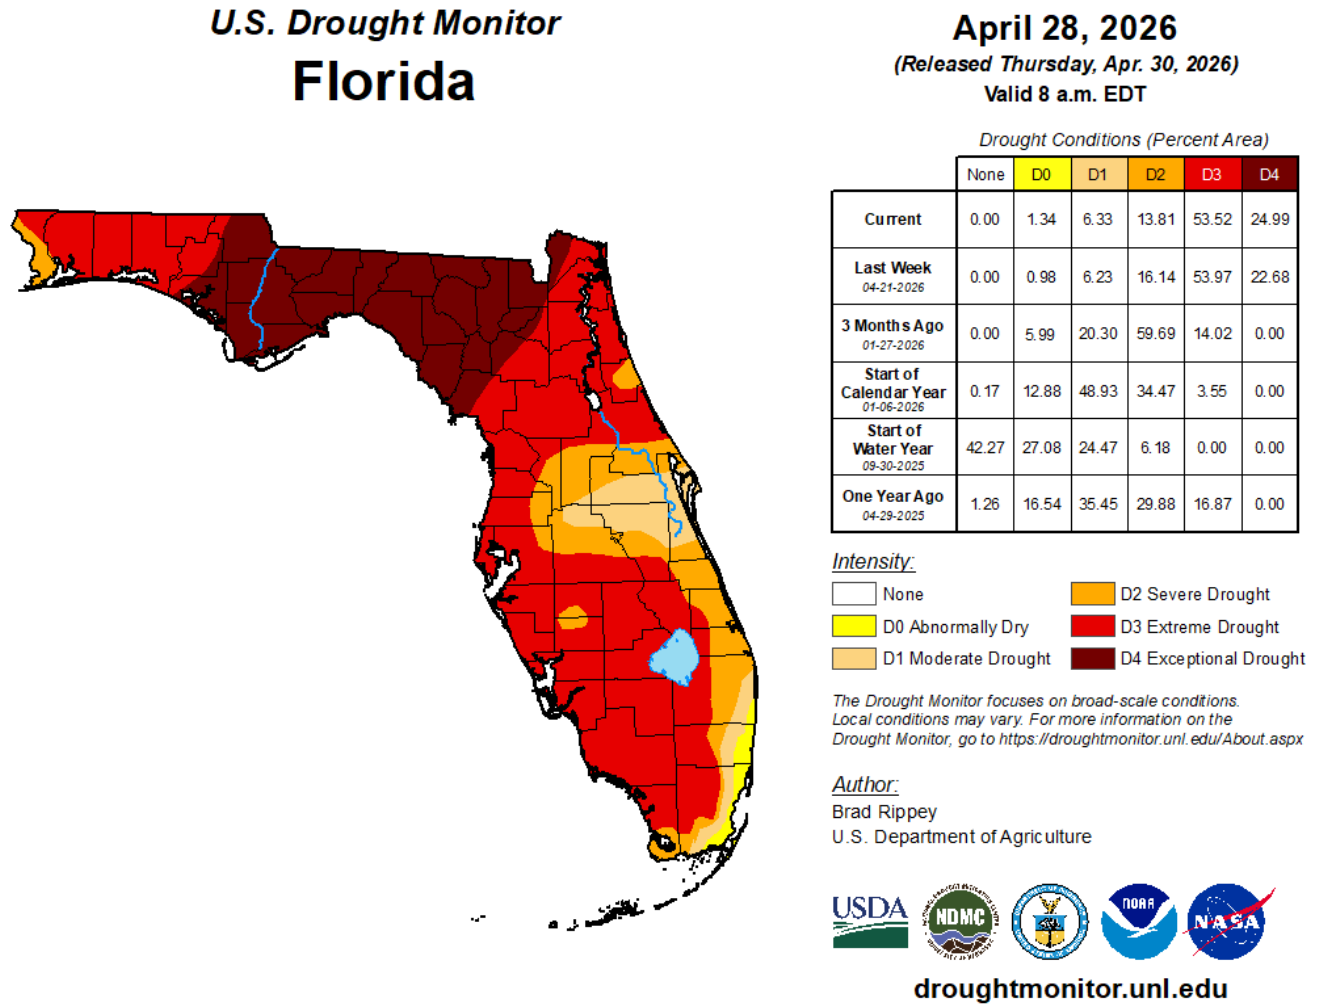 U.S. Drought Monitor
Florida
April 28, 2026
(Released Thursday, Apr. 30, 2026)
Valid 8 a.m. EDT
Drought Conditions (Percent Area)
None D0 D1 D2 D3 D4
Current 0.00 1.34 6.33 13.81 53.52 24.99
Last Week
04-21-2026 0.00 0.98 6.23 16.14 53.97 22.68
3 Months Ago
01-27-2026 0.00 5.99 20.30 59.69 14.02 0.00
Start of
Calendar Year
01-06-2026 0.17 12.88 48.93 34.47 3.55 0.00
Start of
Water Year
09-30-2025 42.27 27.08 24.47 6.18 0.00 0.00
One Year Ago
04-29-2025 1.26 16.54 35.45 29.88 16.87 0.00
Intensity:
None
D0 Abnormally Dry
D1 Moderate Drought
D2 Severe Drought
D3 Extreme Drought
D4 Exceptional Drought
The Drought Monitor focuses on broad-scale conditions.
Local conditions may vary. For more information on the
Drought Monitor, go to https://droughtmonitor.unl.edu/About.aspx
Author:
Brad Rippey
U.S. Department of Agriculture
USDA
NDMC
NOAA
NASA
droughtmonitor.unl.edu